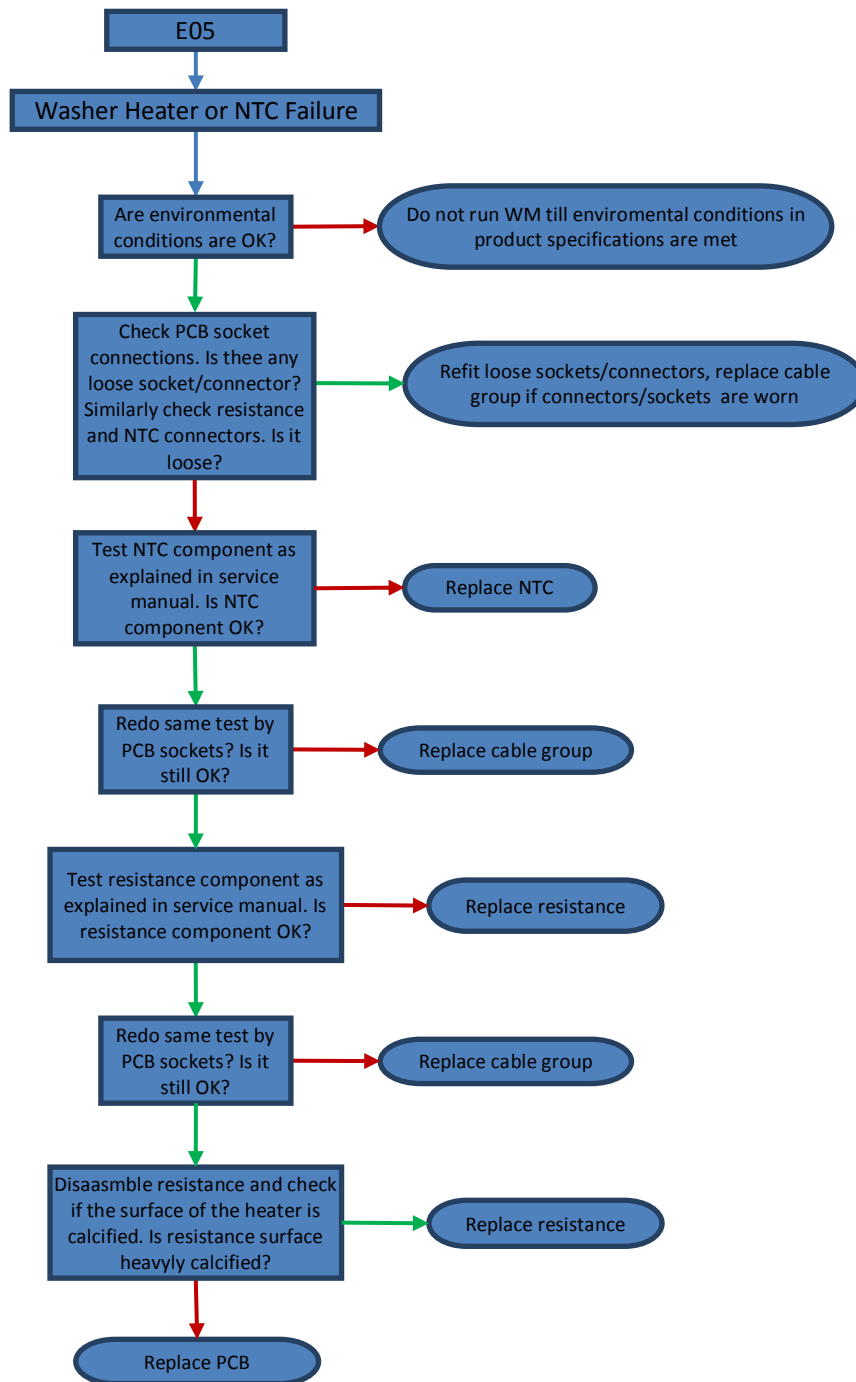 E05
Washer Heater or NTC Failure
Are environmental
conditions are OK?
Do not run WM till enviromental conditions in
product specifications are met
Check PCB socket
connections. Is thee any
loose socket/connector?
Similarly check resistance
and NTC connectors. Is it
loose?
Refit loose sockets/connectors, replace cable
group if connectors/sockets are worn
Test NTC component as
explained in service
manual. Is NTC
component OK?
Replace NTC
Redo same test by
PCB sockets? Is it
still OK?
Replace cable group
Test resistance component as
explained in service manual. Is
resistance component OK?
Replace resistance
Redo same test by
PCB sockets? Is it
still OK?
Replace cable group
Disaasmble resistance and check
if the surface of the heater is
calcified. Is resistance surface
heavyly calcified?
Replace resistance
Replace PCB